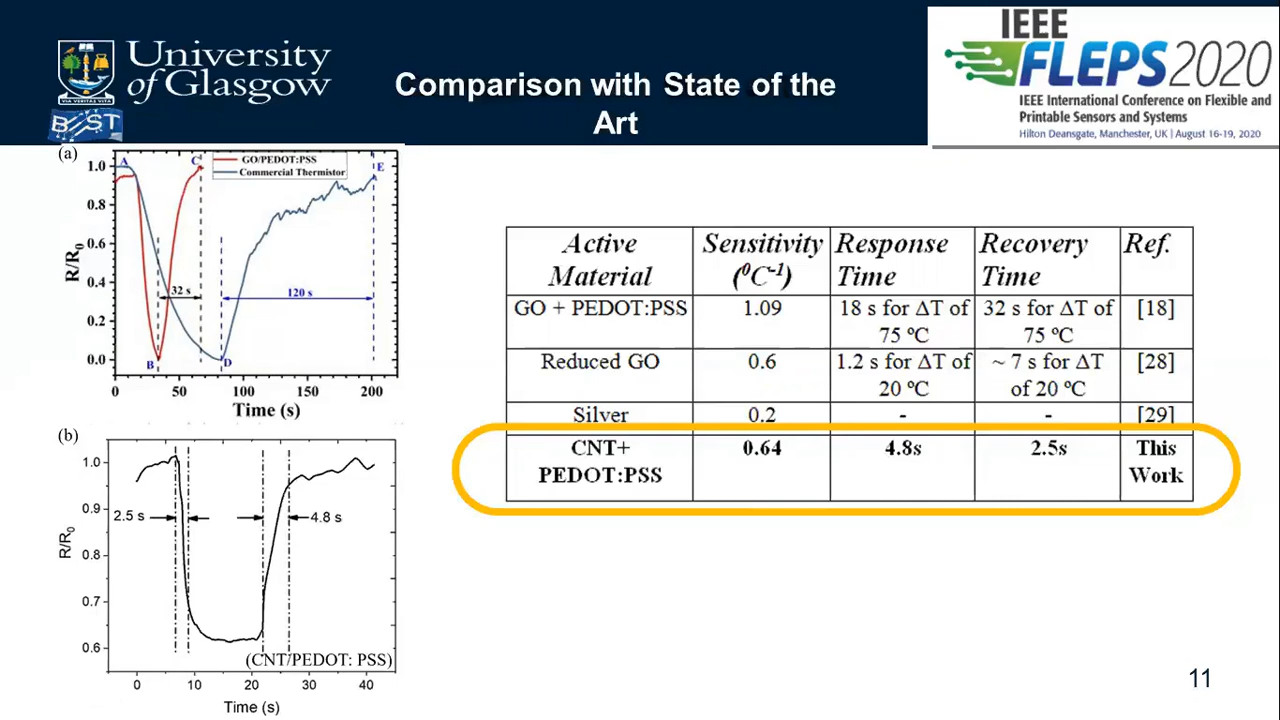 University
of Glasgow
VIA VERITAS VITA
BEST
Comparison with State of the
Art
IEEE
FLEPS 2020
IEEE International Conference on Flexible and
Printable Sensors and Systems
Hilton Deansgate, Manchester, UK | August 16-19, 2020
(a)
GO/PEDOT:PSS
Commercial Thermistor
A
C
E
B
D
32 s
120 s
R/R0
1.0
0.8
0.6
0.4
0.2
0.0
0 50 100 150 200
Time (s)
(b)
R/R0
1.0
0.9
0.8
0.7
0.6
2.5 s
4.8 s
(CNT/PEDOT: PSS)
0 10 20 30 40
Time (s)
Active Material Sensitivity (⁰C⁻¹) Response Time Recovery Time Ref.
GO + PEDOT:PSS 1.09 18 s for ΔT of 75 ºC 32 s for ΔT of 75 ºC [18]
Reduced GO 0.6 1.2 s for ΔT of 20 ºC ~ 7 s for ΔT of 20 ºC [28]
Silver 0.2 - - [29]
CNT+ PEDOT:PSS 0.64 4.8s 2.5s This Work
11